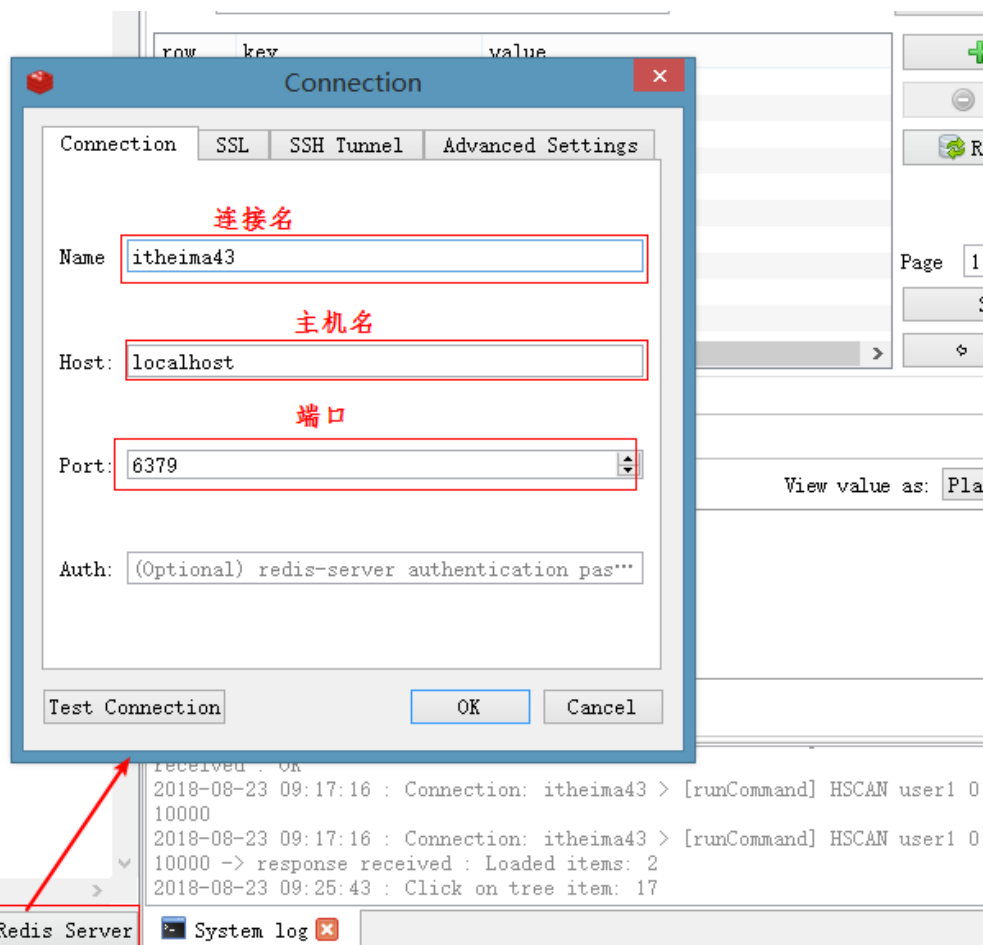 row key value
Connection
Connection SSL SSH Tunnel Advanced Settings
连接名
Name itheima43
主机名
Host: localhost
端口
Port: 6379
Auth: (Optional) redis-server authentication pas…
Test Connection OK Cancel
Page 1
View value as: Pla
received : OK
2018-08-23 09:17:16 : Connection: itheima43 > [runCommand] HSCAN user1 0
10000
2018-08-23 09:17:16 : Connection: itheima43 > [runCommand] HSCAN user1 0
10000 -> response received : Loaded items: 2
2018-08-23 09:25:43 : Click on tree item: 17
Redis Server System log